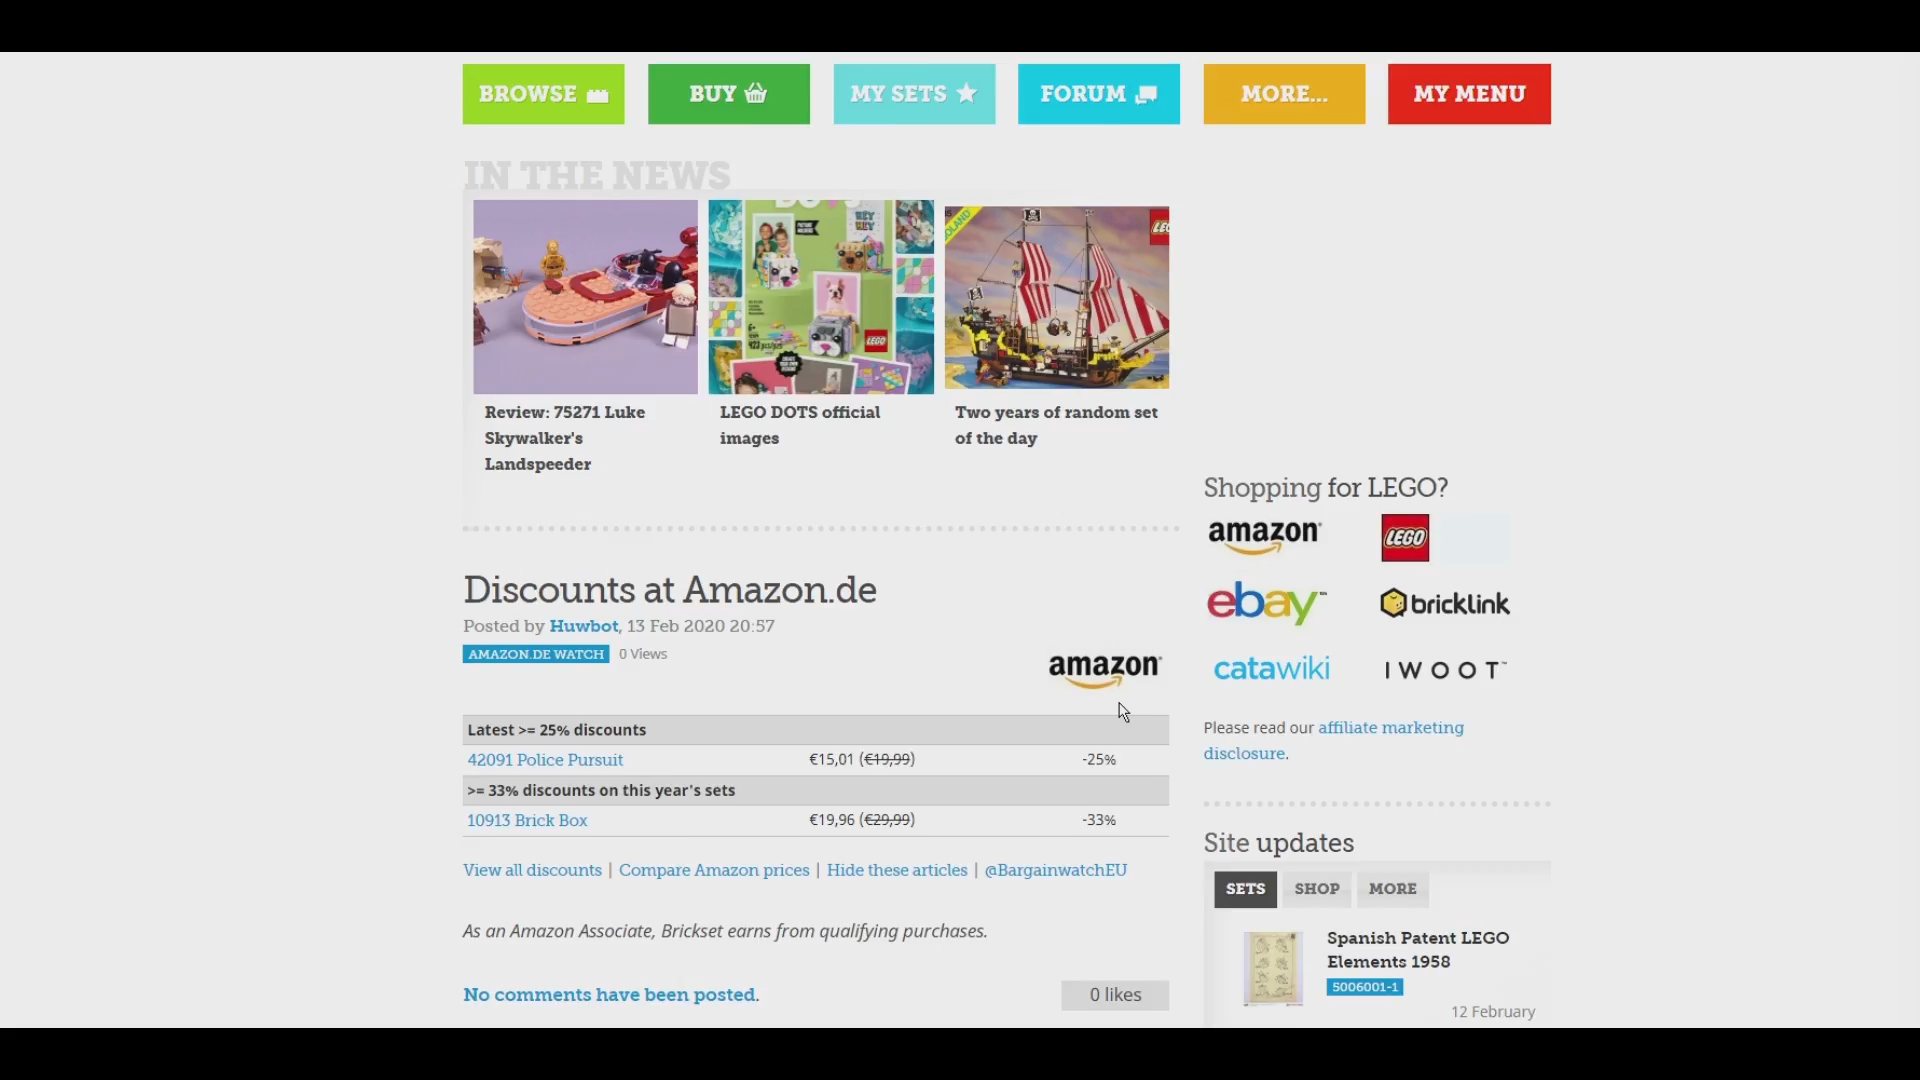 BROWSE
BUY
MY SETS
FORUM
MORE...
MY MENU
IN THE NEWS
HEY
HEY
LEGO
Review: 75271 Luke
Skywalker's
Landspeeder
LEGO DOTS official
images
Two years of random set
of the day
Shopping for LEGO?
amazon
LEGO
ebay™
bricklink
catawiki
IWOOT™
Please read our affiliate marketing
disclosure.
Discounts at Amazon.de
Posted by Huwbot, 13 Feb 2020 20:57
AMAZON.DE WATCH 0 Views
amazon
Latest >= 25% discounts
42091 Police Pursuit €15,01 (€19,99) -25%
>= 33% discounts on this year's sets
10913 Brick Box €19,96 (€29,99) -33%
View all discounts | Compare Amazon prices | Hide these articles | @BargainwatchEU
As an Amazon Associate, Brickset earns from qualifying purchases.
No comments have been posted.
0 likes
Site updates
SETS
SHOP
MORE
Spanish Patent LEGO
Elements 1958
5006001-1
12 February